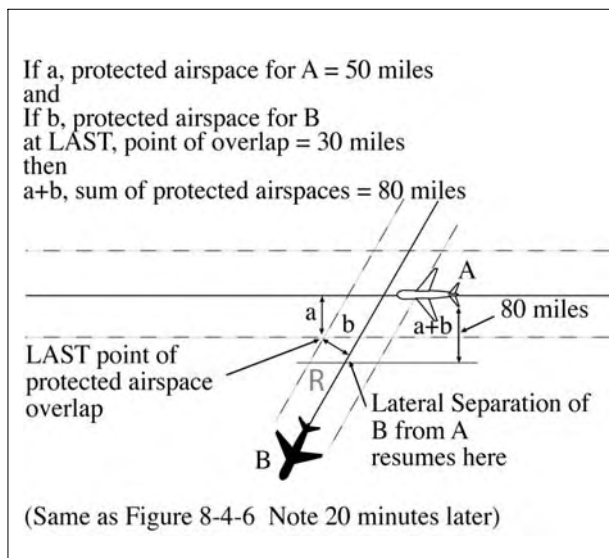 If a, protected airspace for A = 50 miles
and
If b, protected airspace for B
at LAST, point of overlap = 30 miles
then
a+b, sum of protected airspaces = 80 miles
A
a
b
a+b
80 miles
LAST point of
protected airspace
overlap
R
Lateral Separation of
B from A
resumes here
B
(Same as Figure 8-4-6 Note 20 minutes later)